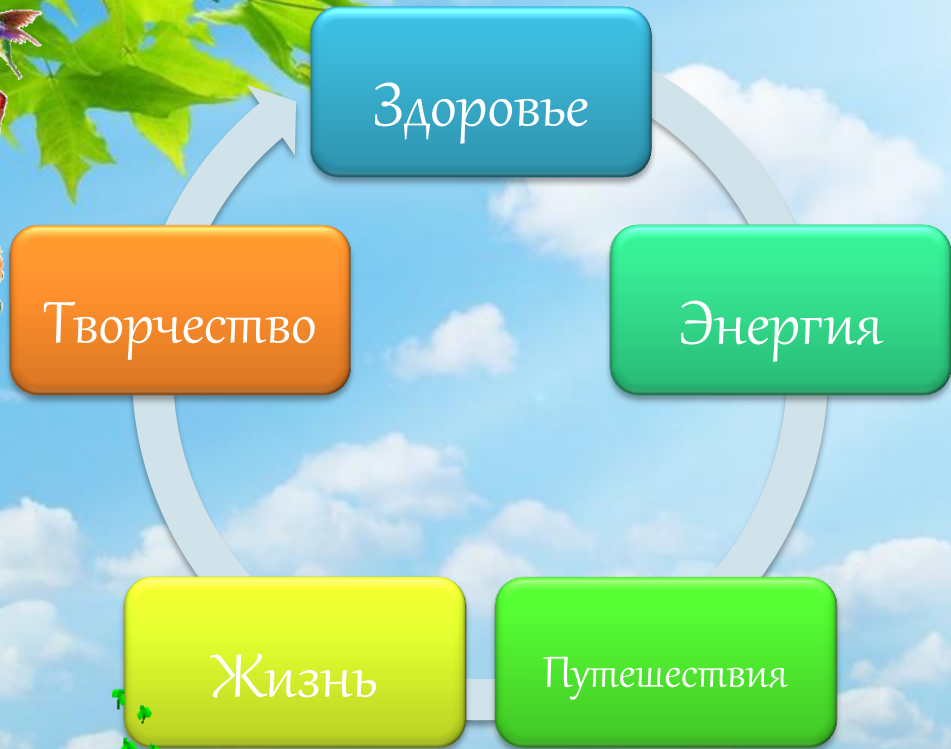 Здоровье
Творчество
Энергия
Жизнь
Путешествия